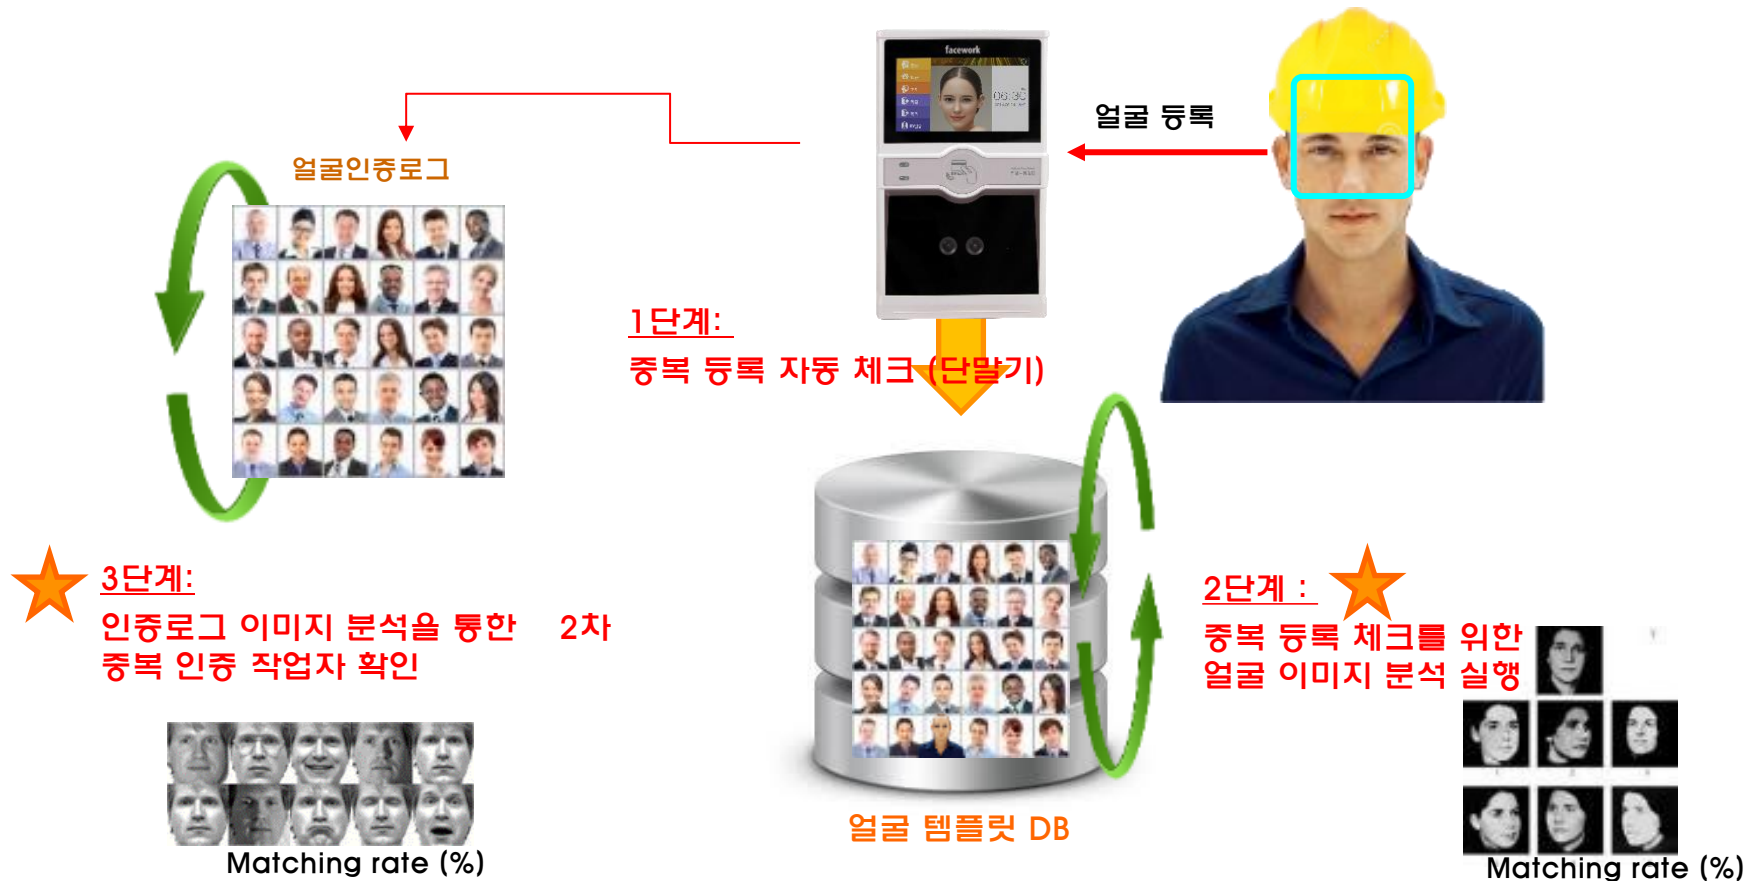 facework
06:30
얼굴 등록
얼굴인증로그
1단계:
중복 등록 자동 체크 (단말기)
3단계:
인증로그 이미지 분석을 통한 2차
중복 인증 작업자 확인
2단계 :
중복 등록 체크를 위한
얼굴 이미지 분석 실행
얼굴 템플릿 DB
Matching rate (%)
Matching rate (%)